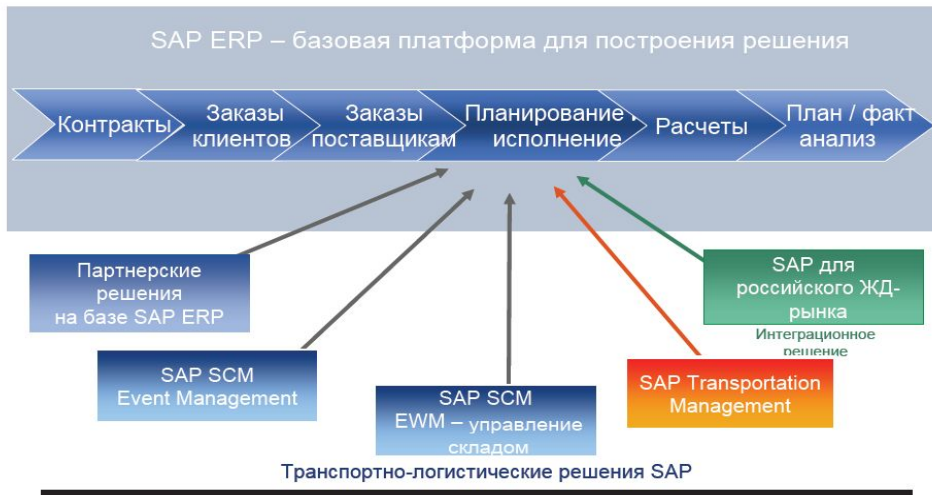 SAP ERP – базовая платформа для построения решения
Контракты
Заказы
клиентов
Заказы
поставщикам
Планирование и
исполнение
Расчеты
План / факт
анализ
Партнерские
решения
на базе SAP ERP
SAP SCM
Event Management
SAP SCM
EWM – управление
складом
SAP Transportation
Management
SAP для
российского ЖД-
рынка
Интеграционное
решение
Транспортно-логистические решения SAP